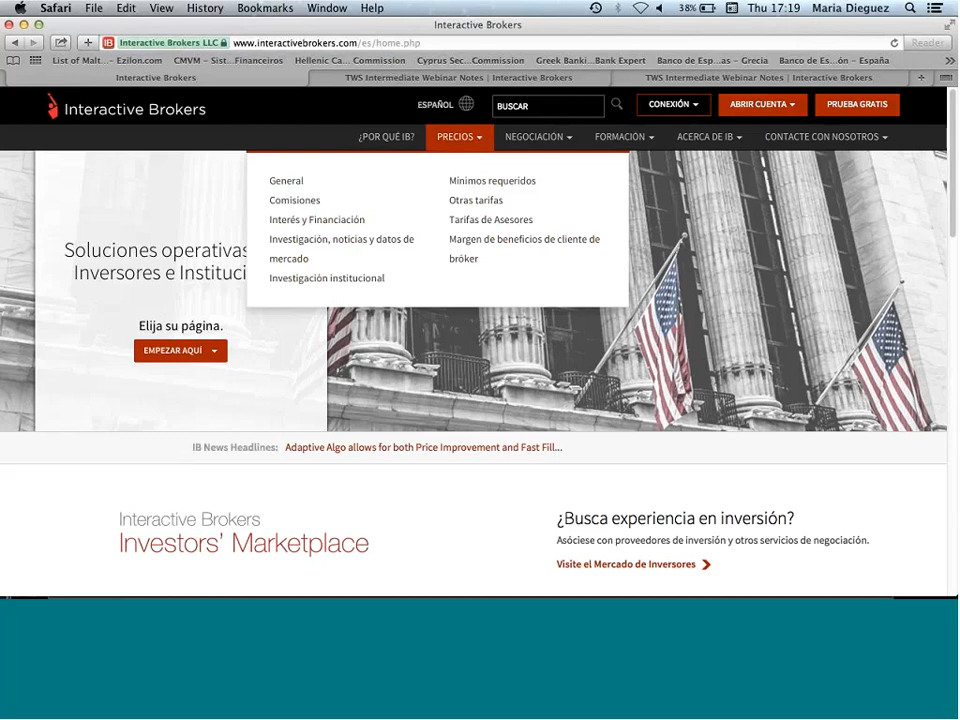 Safari File Edit View History Bookmarks Window Help 38% Thu 17:19 Maria Dieguez
Interactive Brokers
Interactive Brokers LLC www.interactivebrokers.com/es/home.php Reader
List of Malt...– Ezilon.com CMVM – Sist...Financeiros Hellenic Ca... Commission Cyprus Sec...Commission Greek Banki...Bank Expert Banco de Esp...as – Grecia Banco de Es...ón – España
Interactive Brokers TWS Intermediate Webinar Notes | Interactive Brokers TWS Intermediate Webinar Notes | Interactive Brokers
Interactive Brokers ESPAÑOL BUSCAR CONEXIÓN ABRIR CUENTA PRUEBA GRATIS
¿POR QUÉ IB? PRECIOS NEGOCIACIÓN FORMACIÓN ACERCA DE IB CONTACTE CON NOSOTROS
General
Comisiones
Interés y Financiación
Investigación, noticias y datos de
mercado
Investigación institucional
Mínimos requeridos
Otras tarifas
Tarifas de Asesores
Margen de beneficios de cliente de
bróker
Soluciones operativas
Inversores e Instituci
Elija su página.
EMPEZAR AQUÍ
IB News Headlines: Adaptive Algo allows for both Price Improvement and Fast Fill...
Interactive Brokers
Investors' Marketplace
¿Busca experiencia en inversión?
Asóciese con proveedores de inversión y otros servicios de negociación.
Visite el Mercado de Inversores